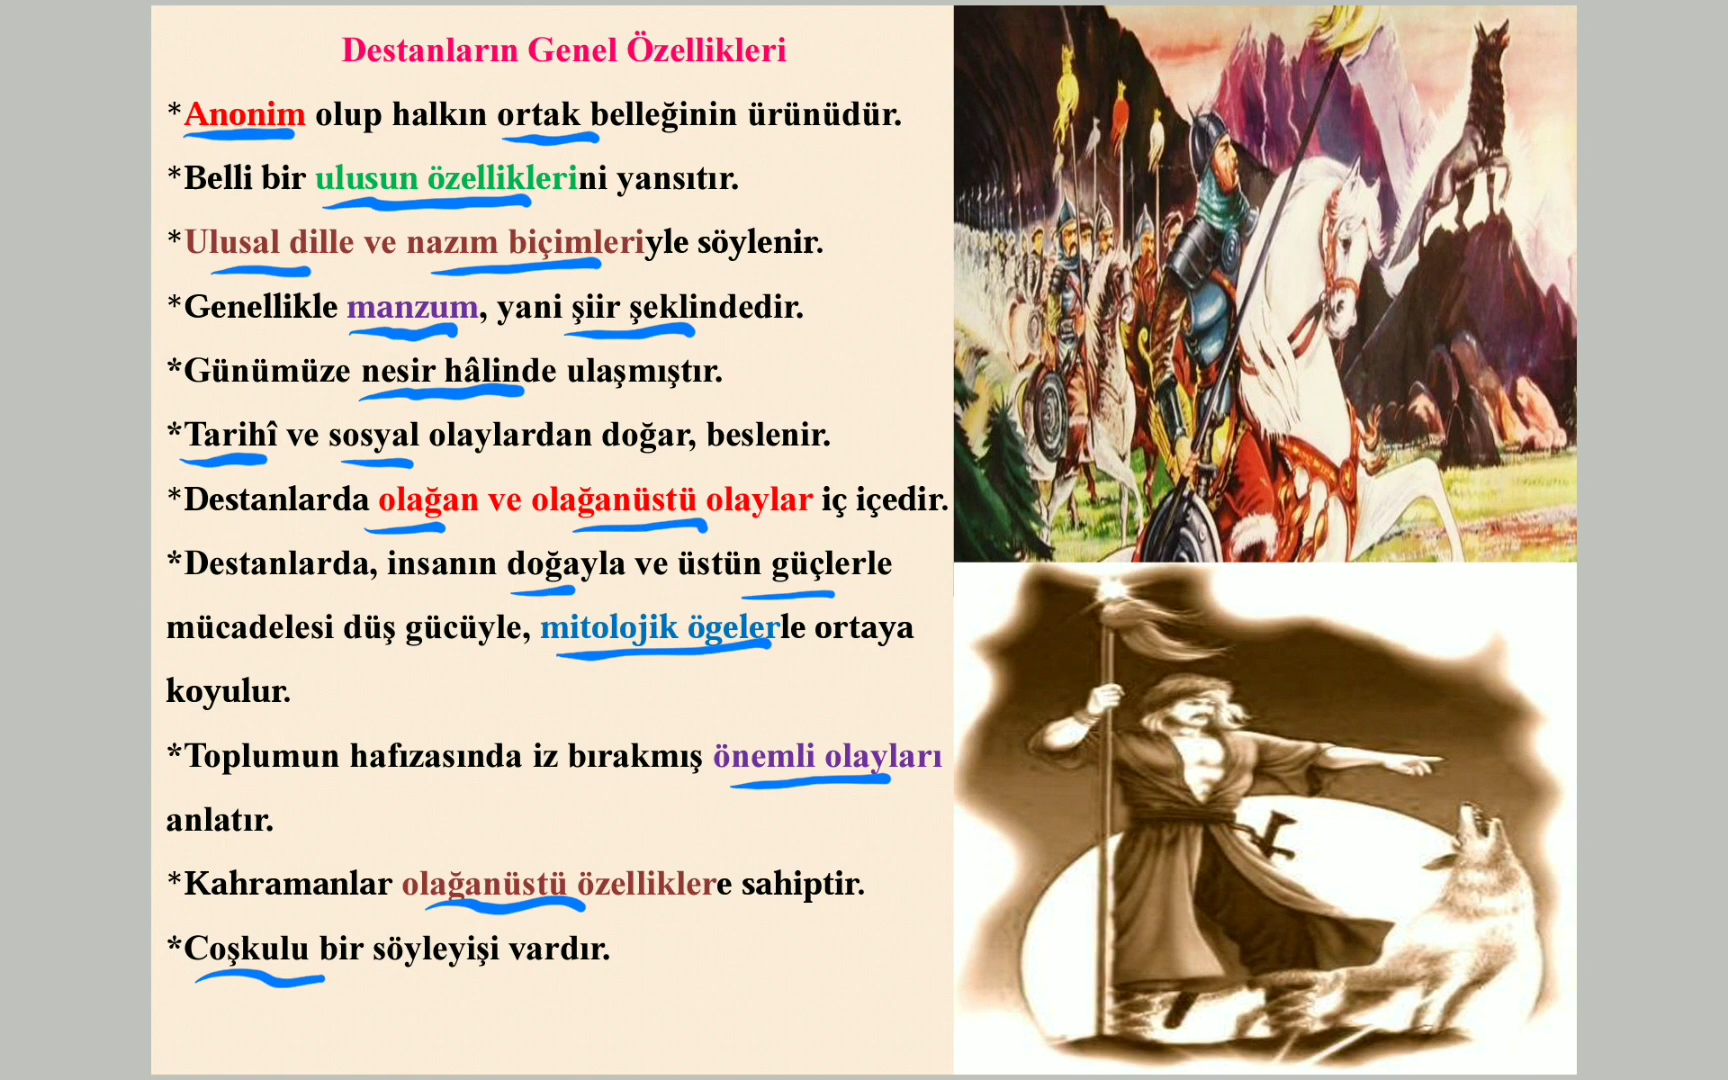 Destanların Genel Özellikleri
*Anonim olup halkın ortak belleğinin ürünüdür.
*Belli bir ulusun özelliklerini yansıtır.
*Ulusal dille ve nazım biçimleriyle söylenir.
*Genellikle manzum, yani şiir şeklindedir.
*Günümüze nesir hâlinde ulaşmıştır.
*Tarihî ve sosyal olaylardan doğar, beslenir.
*Destanlarda olağan ve olağanüstü olaylar iç içedir.
*Destanlarda, insanın doğayla ve üstün güçlerle
mücadelesi düş gücüyle, mitolojik ögelerle ortaya
koyulur.
*Toplumun hafızasında iz bırakmış önemli olayları
anlatır.
*Kahramanlar olağanüstü özelliklere sahiptir.
*Coşkulu bir söyleyişi vardır.